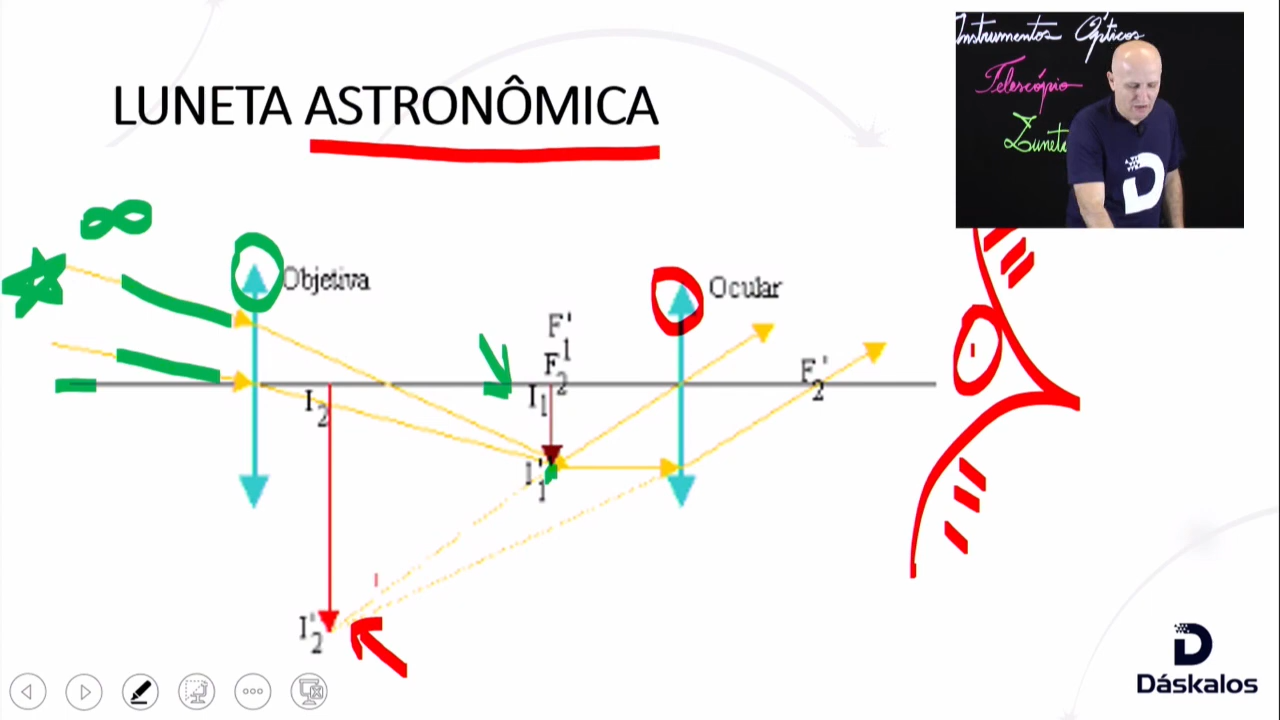 LUNETA ASTRONÔMICA
Instrumentos Ópticos
Telescópio
Luneta
∞
Objetiva
Ocular
F'1
F2
F'2
I1
I2
I'1
I'2
Dáskalos